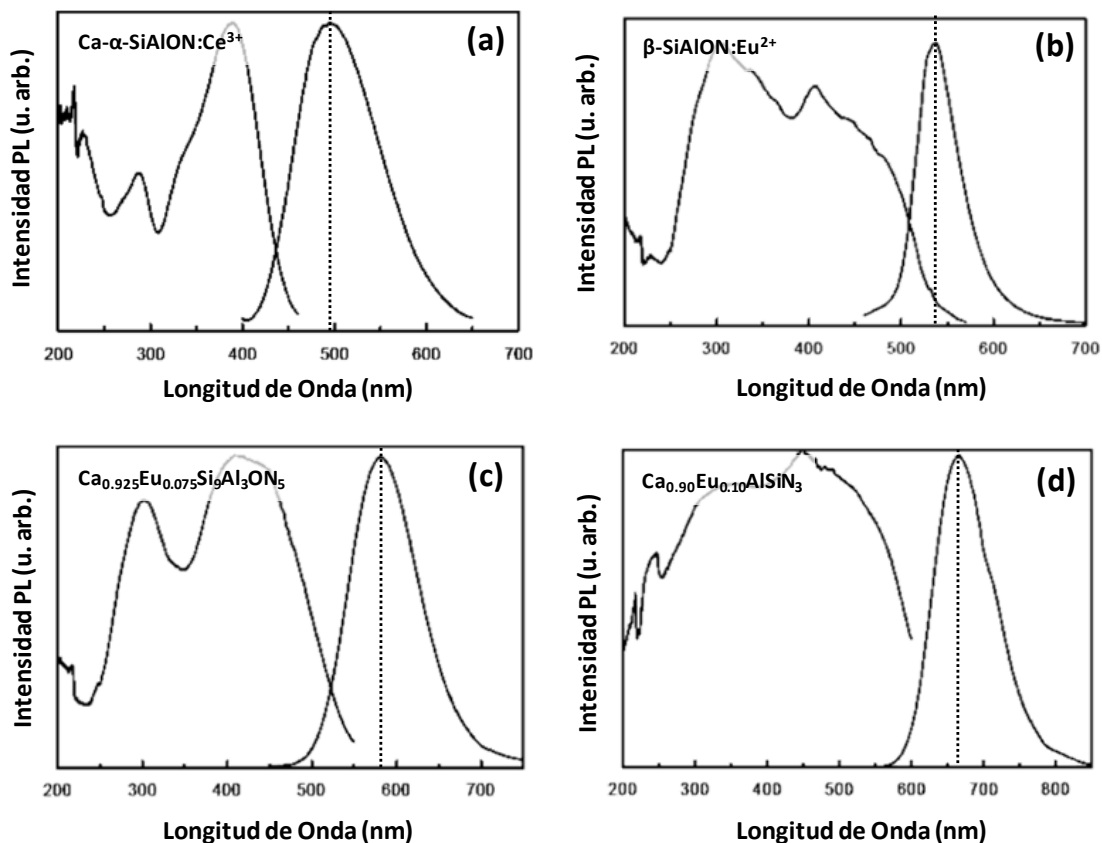 Ca-α-SiAlON:Ce³⁺
(a)
Intensidad PL (u. arb.)
200 300 400 500 600 700
Longitud de Onda (nm)
β-SiAlON:Eu²⁺
(b)
Intensidad PL (u. arb.)
200 300 400 500 600 700
Longitud de Onda (nm)
Ca₀.₉₂₅Eu₀.₀₇₅Si₉Al₃ON₅
(c)
Intensidad PL (u. arb.)
200 300 400 500 600 700
Longitud de Onda (nm)
Ca₀.₉₀Eu₀.₁₀AlSiN₃
(d)
Intensidad PL (u. arb.)
200 300 400 500 600 700 800
Longitud de Onda (nm)